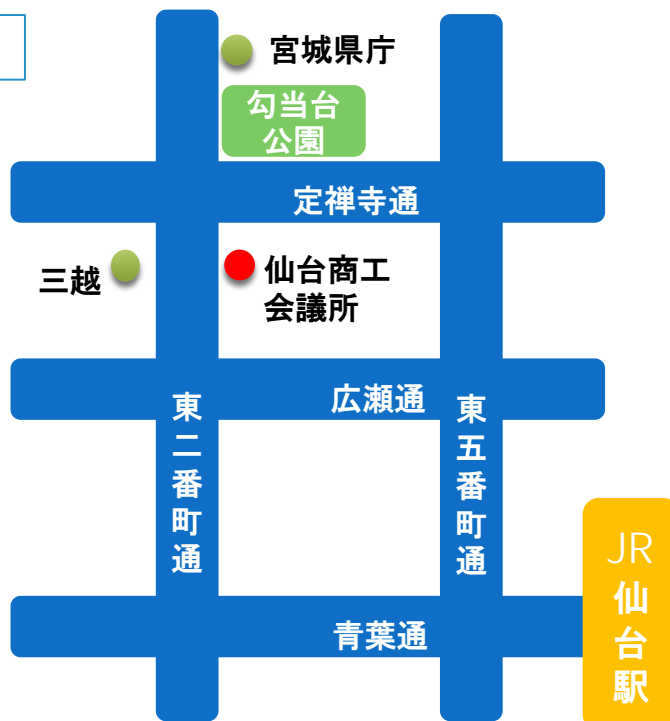 宮城県庁
勾当台
公園
定禅寺通
三越
仙台商工
会議所
広瀬通
東二番町通
東五番町通
JR
仙台駅
青葉通